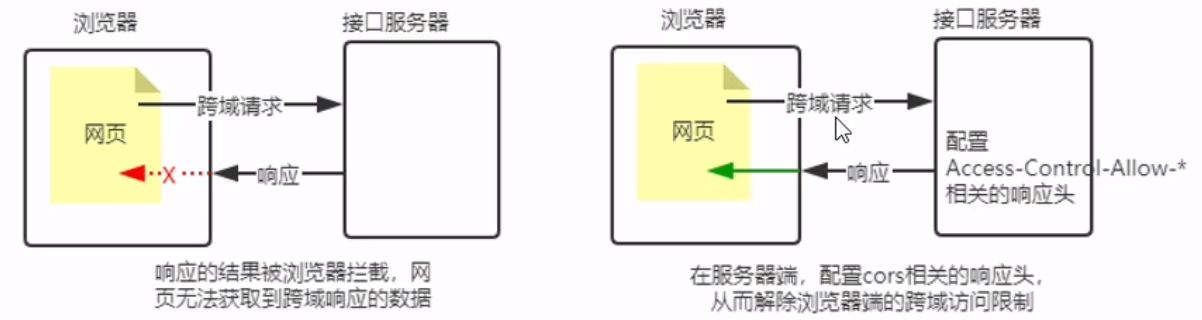 浏览器
接口服务器
网页
跨域请求
X
响应
响应的结果被浏览器拦截，网
页无法获取到跨域响应的数据
浏览器
接口服务器
网页
跨域请求
响应
配置
Access-Control-Allow-*
相关的响应头
在服务器端，配置cors相关的响应头，
从而解除浏览器端的跨域访问限制